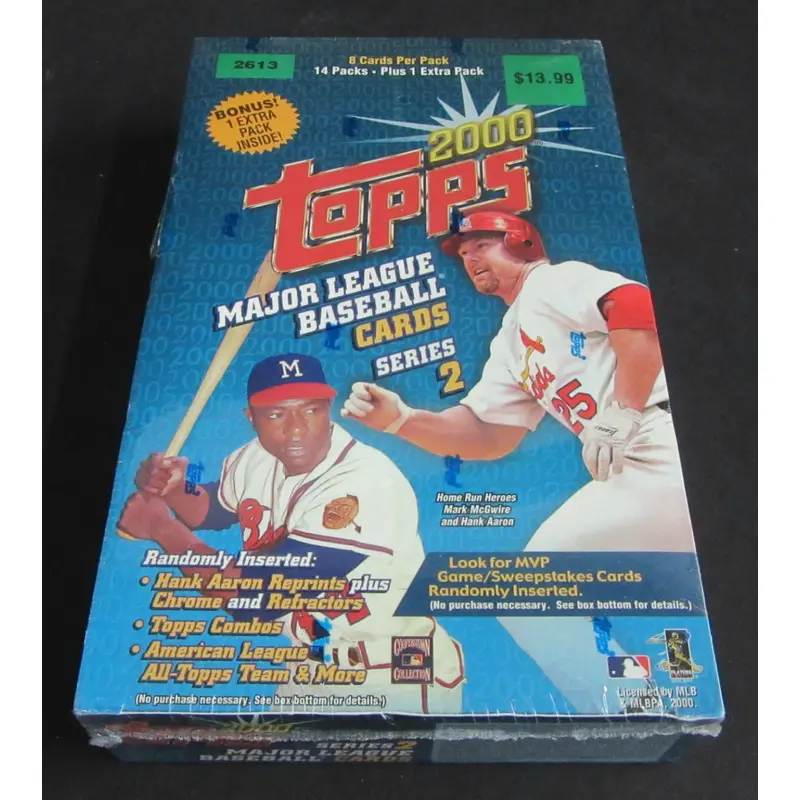 2613
8 Cards Per Pack
14 Packs • Plus 1 Extra Pack
$13.99
BONUS!
1 EXTRA
PACK
INSIDE!
2000
TOPPS
MAJOR LEAGUE
BASEBALL
CARDS
SERIES
2
M
25
Home Run Heroes
Mark McGwire
and Hank Aaron
Randomly Inserted:
• Hank Aaron Reprints plus
Chrome and Refractors
• Topps Combos
• American League
All-Topps Team & More
(No purchase necessary. See box bottom for details.)
Look for MVP
Game/Sweepstakes Cards
Randomly Inserted.
(No purchase necessary. See box bottom for details.)
COOPERSTOWN
COLLECTION
Licensed by MLB
& MLBPA, 2000.
2000
SERIES 2
MAJOR LEAGUE
BASEBALL CARDS